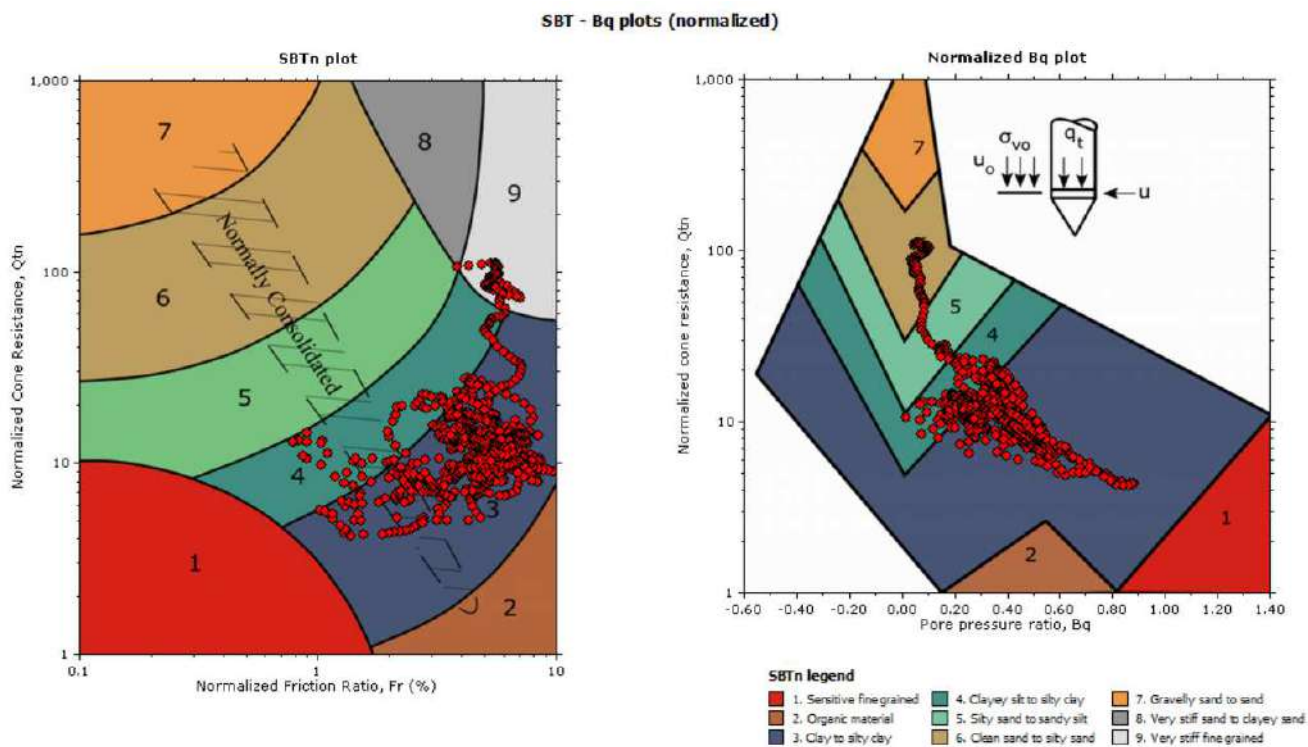 SBT - Bq plots (normalized)
SBTn plot
1,000
100
10
1
0.1
1
10
Normalized Cone Resistance, Qtn
Normalized Friction Ratio, Fr (%)
7
8
9
6
Normally Consolidated
5
4
3
1
2
Normalized Bq plot
1,000
100
10
1
-0.60
-0.40
-0.20
0.00
0.20
0.40
0.60
0.80
1.00
1.20
1.40
Normalized cone resistance, Qtn
Pore pressure ratio, Bq
7
5
4
2
1
σvo
uo
qt
u
SBTn legend
1. Sensitive fine grained
2. Organic material
3. Clay to silty clay
4. Clayey silt to silty clay
5. Silty sand to sandy silt
6. Clean sand to silty sand
7. Gravelly sand to sand
8. Very stiff sand to clayey sand
9. Very stiff fine grained